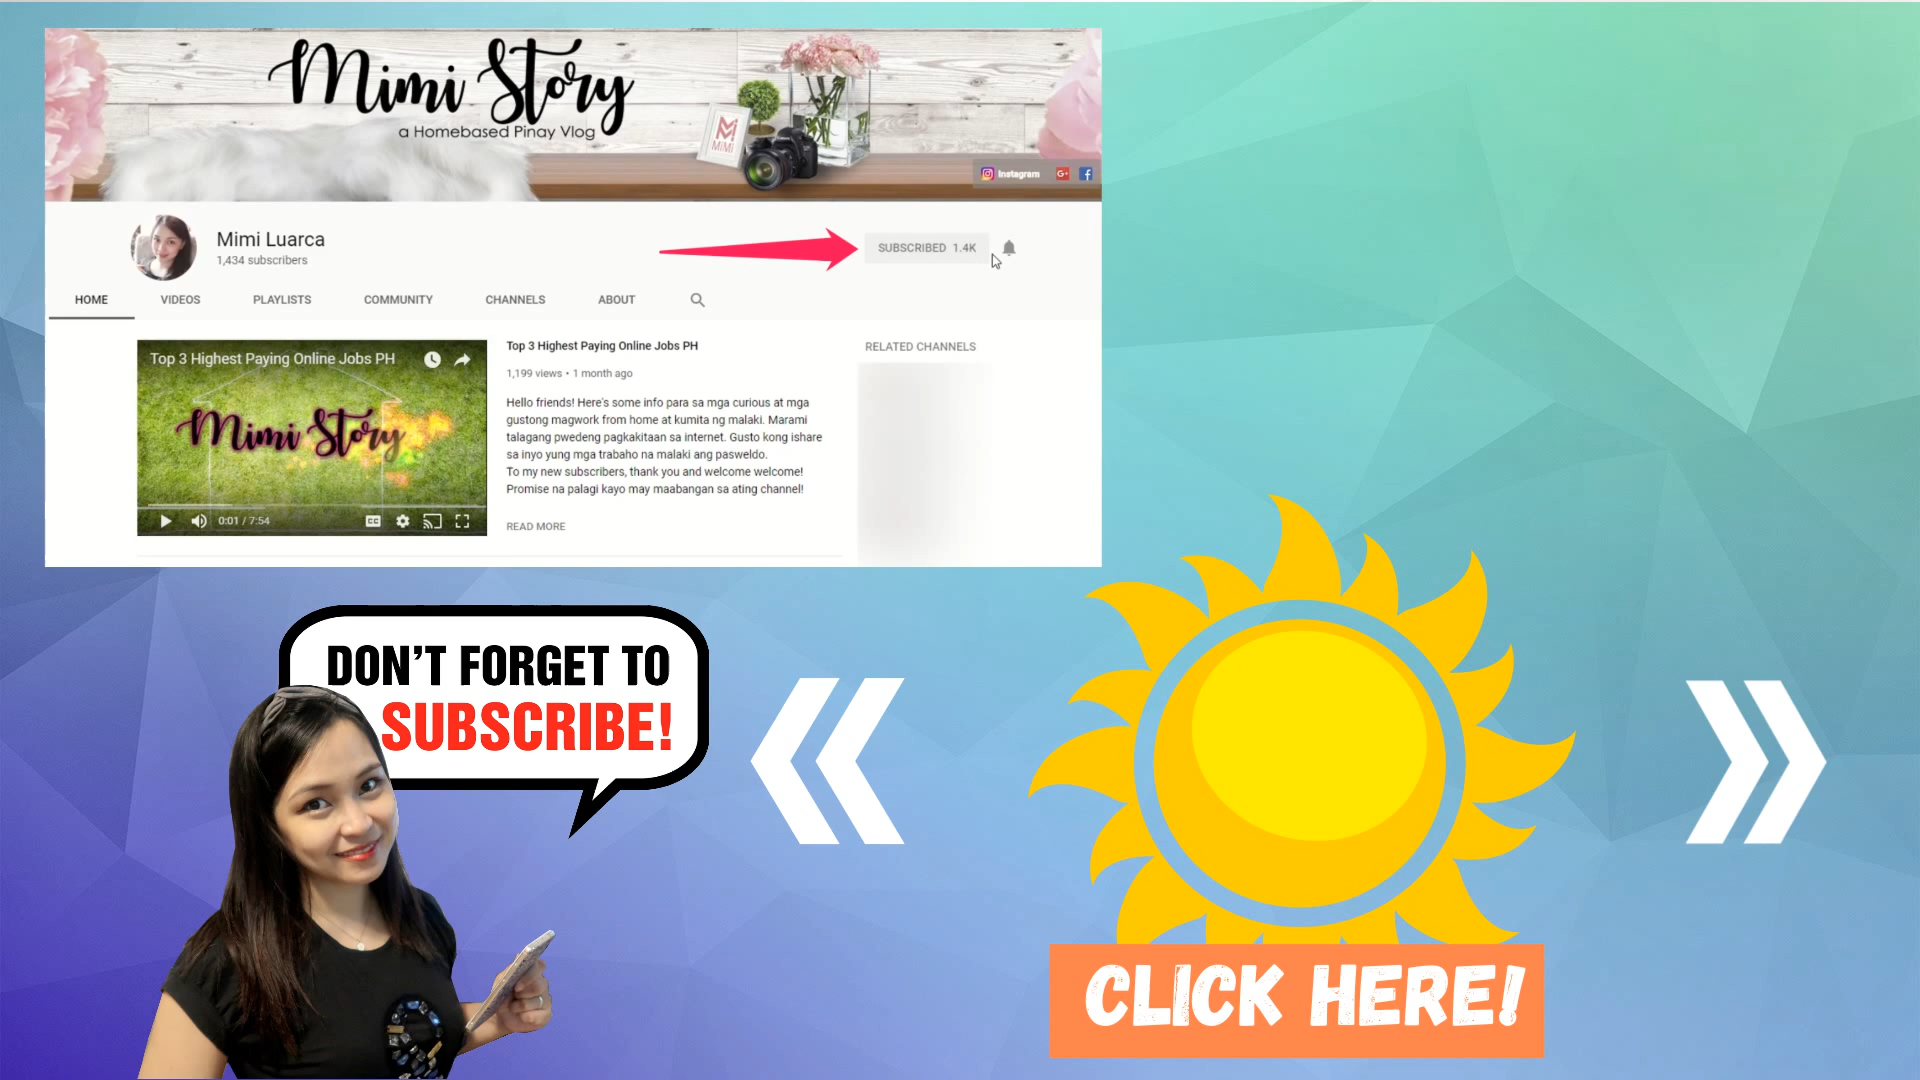 Mimi Story
a Homebased Pinay Vlog
MiMi
Instagram
G+
f
Mimi Luarca
1,434 subscribers
SUBSCRIBED 1.4K
HOME VIDEOS PLAYLISTS COMMUNITY CHANNELS ABOUT
Top 3 Highest Paying Online Jobs PH
Mimi Story
0:01 / 7:54
CC
Top 3 Highest Paying Online Jobs PH
1,199 views • 1 month ago
Hello friends! Here's some info para sa mga curious at mga
gustong magwork from home at kumita ng malaki. Marami
talagang pwedeng pagkakitaan sa internet. Gusto kong ishare
sa inyo yung mga trabaho na malaki ang pasweldo.
To my new subscribers, thank you and welcome welcome!
Promise na palagi kayo may maabangan sa ating channel!
READ MORE
RELATED CHANNELS
DON'T FORGET TO
SUBSCRIBE!
CLICK HERE!